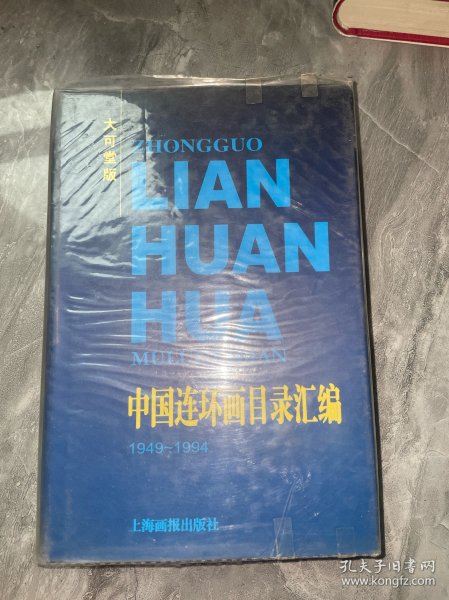 大可堂版
ZHONGGUO
LIAN
HUAN
HUA
中国连环画目录汇编
1949~1994
上海画报出版社
孔夫子旧书网
www.kongfz.com